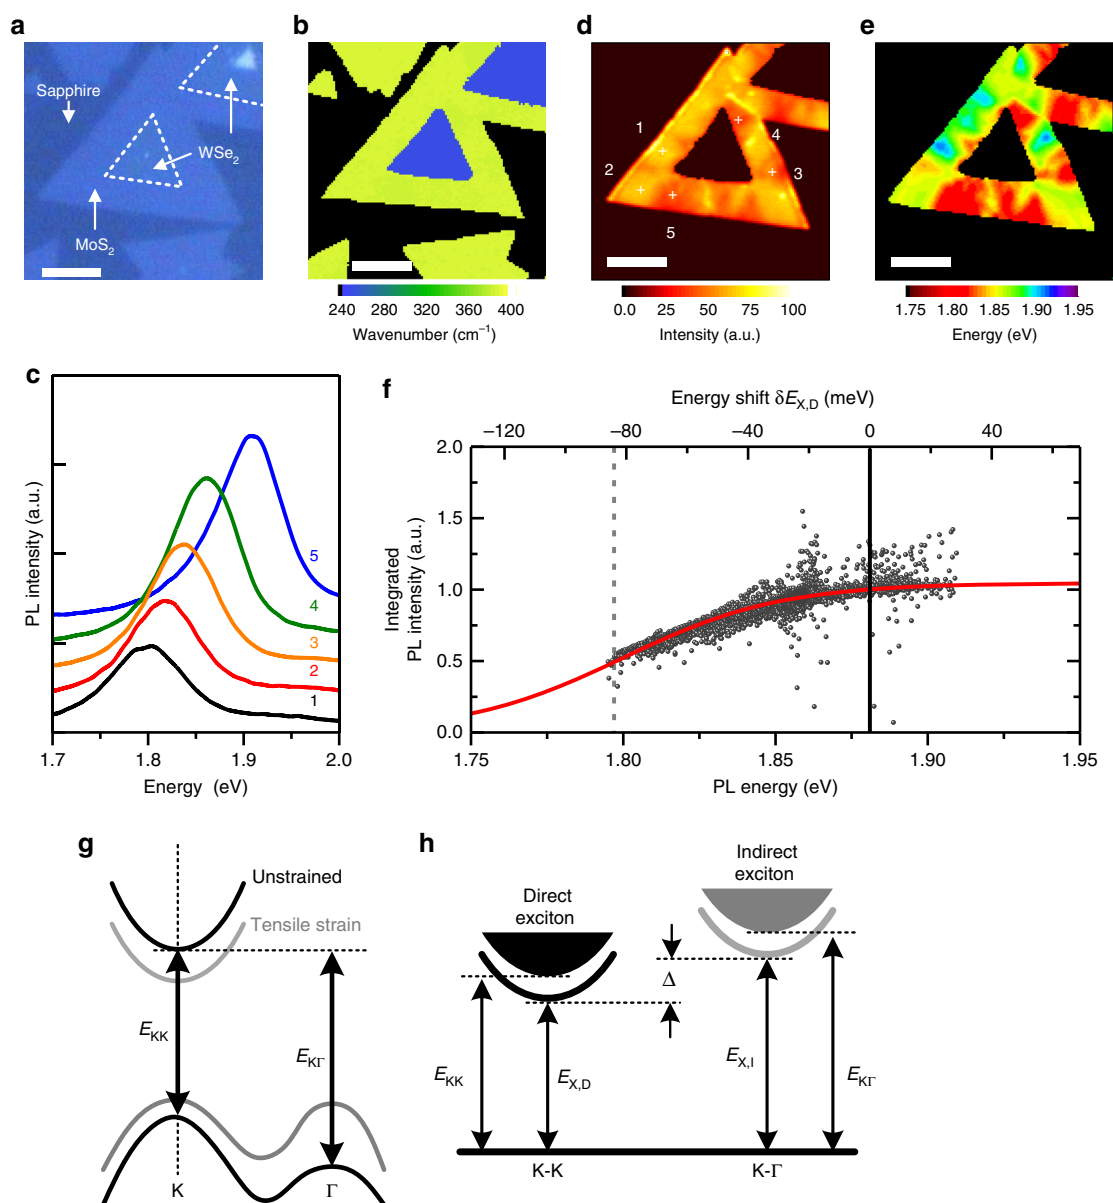 a
Sapphire
WSe2
MoS2
b
240 280 320 360 400
Wavenumber (cm−1)
d
1
2
4
3
5
0.0 25 50 75 100
Intensity (a.u.)
e
1.75 1.80 1.85 1.90 1.95
Energy (eV)
c
PL intensity (a.u.)
5
4
3
2
1
1.7 1.8 1.9 2.0
Energy (eV)
f
Energy shift δEX,D (meV)
−120 −80 −40 0 40
Integrated
PL intensity (a.u.)
2.0
1.5
1.0
0.5
0.0
1.75 1.80 1.85 1.90 1.95
PL energy (eV)
g
Unstrained
Tensile strain
EKK
EKΓ
K Γ
h
Direct
exciton
Indirect
exciton
Δ
EKK
EX,D
EX,I
EKΓ
K-K K-Γ